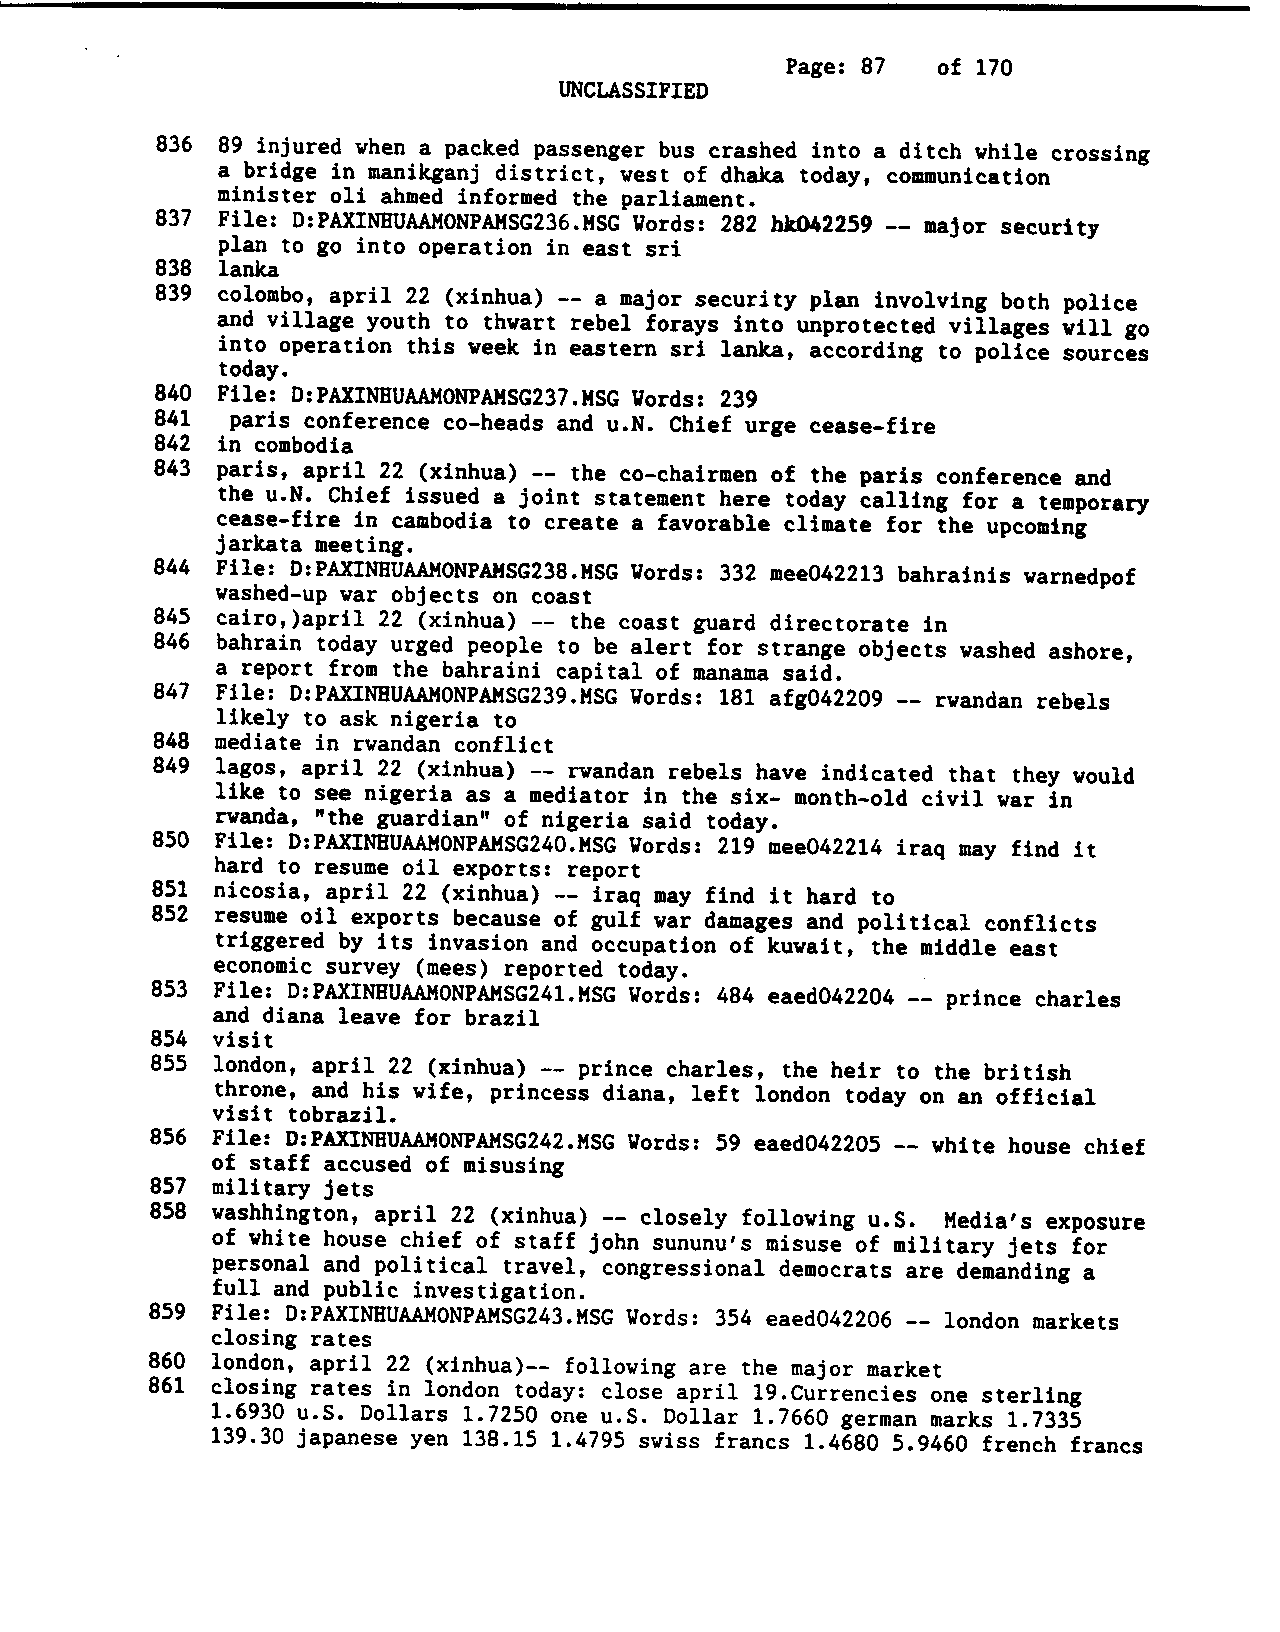 Page: 87 of 170
UNCLASSIFIED
836 89 injured when a packed passenger bus crashed into a ditch while crossing
a bridge in manikganj district, west of dhaka today, communication
minister oli ahmed informed the parliament.
837 File: D:PAXINHUAAMONPAMSG236.MSG Words: 282 hk042259 -- major security
plan to go into operation in east sri
838 lanka
839 colombo, april 22 (xinhua) -- a major security plan involving both police
and village youth to thwart rebel forays into unprotected villages will go
into operation this week in eastern sri lanka, according to police sources
today.
840 File: D:PAXINHUAAMONPAMSG237.MSG Words: 239
841 paris conference co-heads and u.N. Chief urge cease-fire
842 in combodia
843 paris, april 22 (xinhua) -- the co-chairmen of the paris conference and
the u.N. Chief issued a joint statement here today calling for a temporary
cease-fire in cambodia to create a favorable climate for the upcoming
jarkata meeting.
844 File: D:PAXINHUAAMONPAMSG238.MSG Words: 332 mee042213 bahrainis warnedpof
washed-up war objects on coast
845 cairo,)april 22 (xinhua) -- the coast guard directorate in
846 bahrain today urged people to be alert for strange objects washed ashore,
a report from the bahraini capital of manama said.
847 File: D:PAXINHUAAMONPAMSG239.MSG Words: 181 afg042209 -- rwandan rebels
likely to ask nigeria to
848 mediate in rwandan conflict
849 lagos, april 22 (xinhua) -- rwandan rebels have indicated that they would
like to see nigeria as a mediator in the six- month-old civil war in
rwanda, "the guardian" of nigeria said today.
850 File: D:PAXINHUAAMONPAMSG240.MSG Words: 219 mee042214 iraq may find it
hard to resume oil exports: report
851 nicosia, april 22 (xinhua) -- iraq may find it hard to
852 resume oil exports because of gulf war damages and political conflicts
triggered by its invasion and occupation of kuwait, the middle east
economic survey (mees) reported today.
853 File: D:PAXINHUAAMONPAMSG241.MSG Words: 484 eaed042204 -- prince charles
and diana leave for brazil
854 visit
855 london, april 22 (xinhua) -- prince charles, the heir to the british
throne, and his wife, princess diana, left london today on an official
visit tobrazil.
856 File: D:PAXINHUAAMONPAMSG242.MSG Words: 59 eaed042205 -- white house chief
of staff accused of misusing
857 military jets
858 washhington, april 22 (xinhua) -- closely following u.S. Media's exposure
of white house chief of staff john sununu's misuse of military jets for
personal and political travel, congressional democrats are demanding a
full and public investigation.
859 File: D:PAXINHUAAMONPAMSG243.MSG Words: 354 eaed042206 -- london markets
closing rates
860 london, april 22 (xinhua)-- following are the major market
861 closing rates in london today: close april 19.Currencies one sterling
1.6930 u.S. Dollars 1.7250 one u.S. Dollar 1.7660 german marks 1.7335
139.30 japanese yen 138.15 1.4795 swiss francs 1.4680 5.9460 french francs